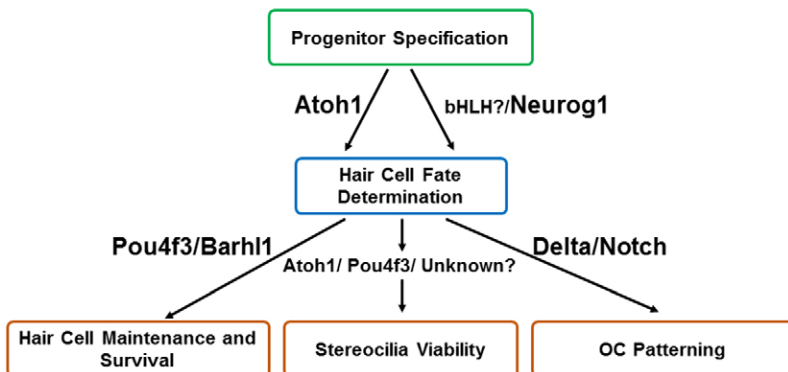 Progenitor Specification
Atoh1
bHLH?/Neurog1
Hair Cell Fate
Determination
Pou4f3/Barhl1
Delta/Notch
Atoh1/ Pou4f3/ Unknown?
Hair Cell Maintenance and
Survival
Stereocilia Viability
OC Patterning